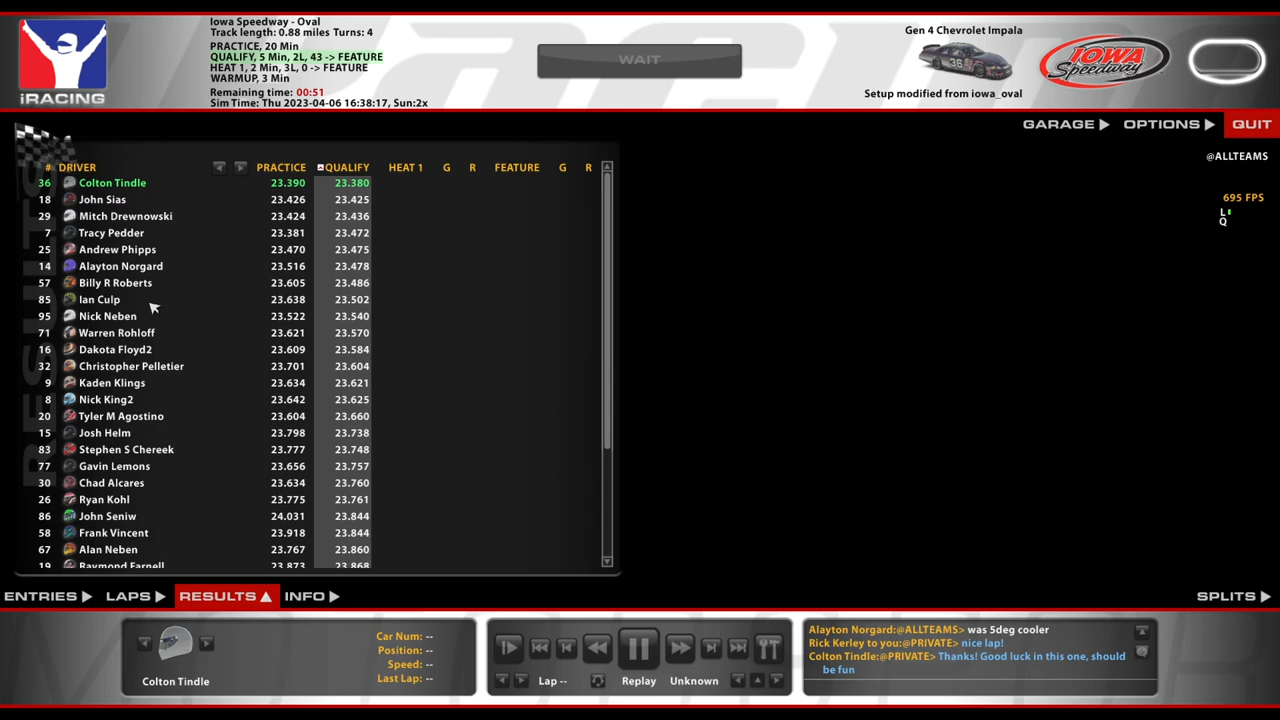 Iowa Speedway - Oval
Track length: 0.88 miles Turns: 4
PRACTICE, 20 Min
QUALIFY, 5 Min, 2L, 43 -> FEATURE
HEAT 1, 2 Min, 3L, 0 -> FEATURE
WARMUP, 3 Min
Remaining time: 00:51
Sim Time: Thu 2023-04-06 16:38:17, Sun:2x
iRACING
WAIT
Gen 4 Chevrolet Impala
36
Setup modified from iowa_oval
IOWA
Speedway
GARAGE OPTIONS QUIT
@ALLTEAMS
695 FPS
L
Q
RESULTS
# DRIVER PRACTICE QUALIFY HEAT 1 G R FEATURE G R
36 Colton Tindle 23.390 23.380
18 John Sias 23.426 23.425
29 Mitch Drewnowski 23.424 23.436
7 Tracy Pedder 23.381 23.472
25 Andrew Phipps 23.470 23.475
14 Alayton Norgard 23.516 23.478
57 Billy R Roberts 23.605 23.486
85 Ian Culp 23.638 23.502
95 Nick Neben 23.522 23.540
71 Warren Rohloff 23.621 23.570
16 Dakota Floyd2 23.609 23.584
32 Christopher Pelletier 23.701 23.604
9 Kaden Klings 23.634 23.621
8 Nick King2 23.642 23.625
20 Tyler M Agostino 23.604 23.660
15 Josh Helm 23.798 23.738
83 Stephen S Chereek 23.777 23.748
77 Gavin Lemons 23.656 23.757
30 Chad Alcares 23.634 23.760
26 Ryan Kohl 23.775 23.761
86 John Seniw 24.031 23.844
58 Frank Vincent 23.918 23.844
67 Alan Neben 23.767 23.860
19 Raymond Farnell 23.873 23.868
ENTRIES LAPS RESULTS INFO SPLITS
Colton Tindle
Car Num: --
Position: --
Speed: --
Last Lap: --
Lap -- Replay Unknown
Alayton Norgard:@ALLTEAMS> was 5deg cooler
Rick Kerley to you:@PRIVATE> nice lap!
Colton Tindle:@PRIVATE> Thanks! Good luck in this one, should
be fun